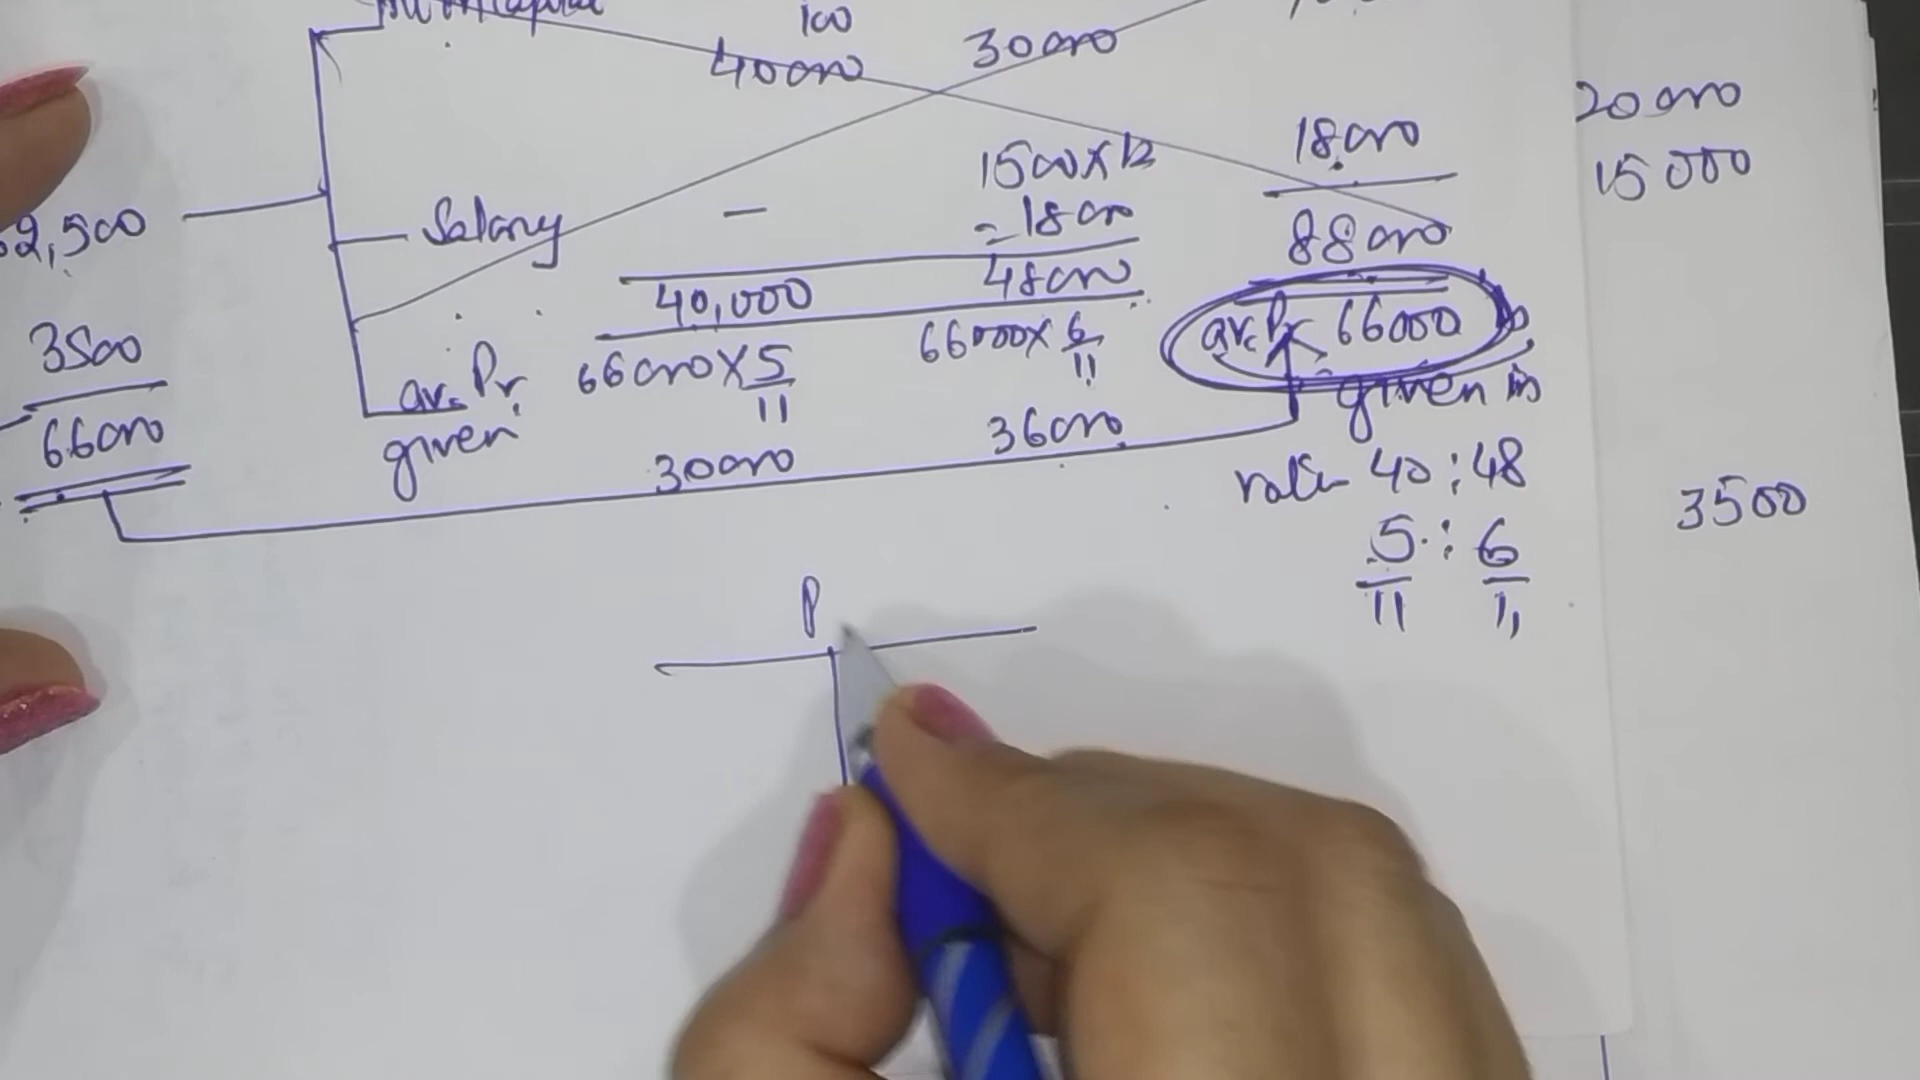 100
40000 30000
20000
1500 × 12 18000 15000
2,500 Salary — = 18000 88000
40,000 48000
3500 av. Pr. 66000 × 5/11 66000 × 6/11 av. Pr < 66000
66000 given 30000 36000 given in
ratio 40 : 48
3500
5/11 : 6/11
P